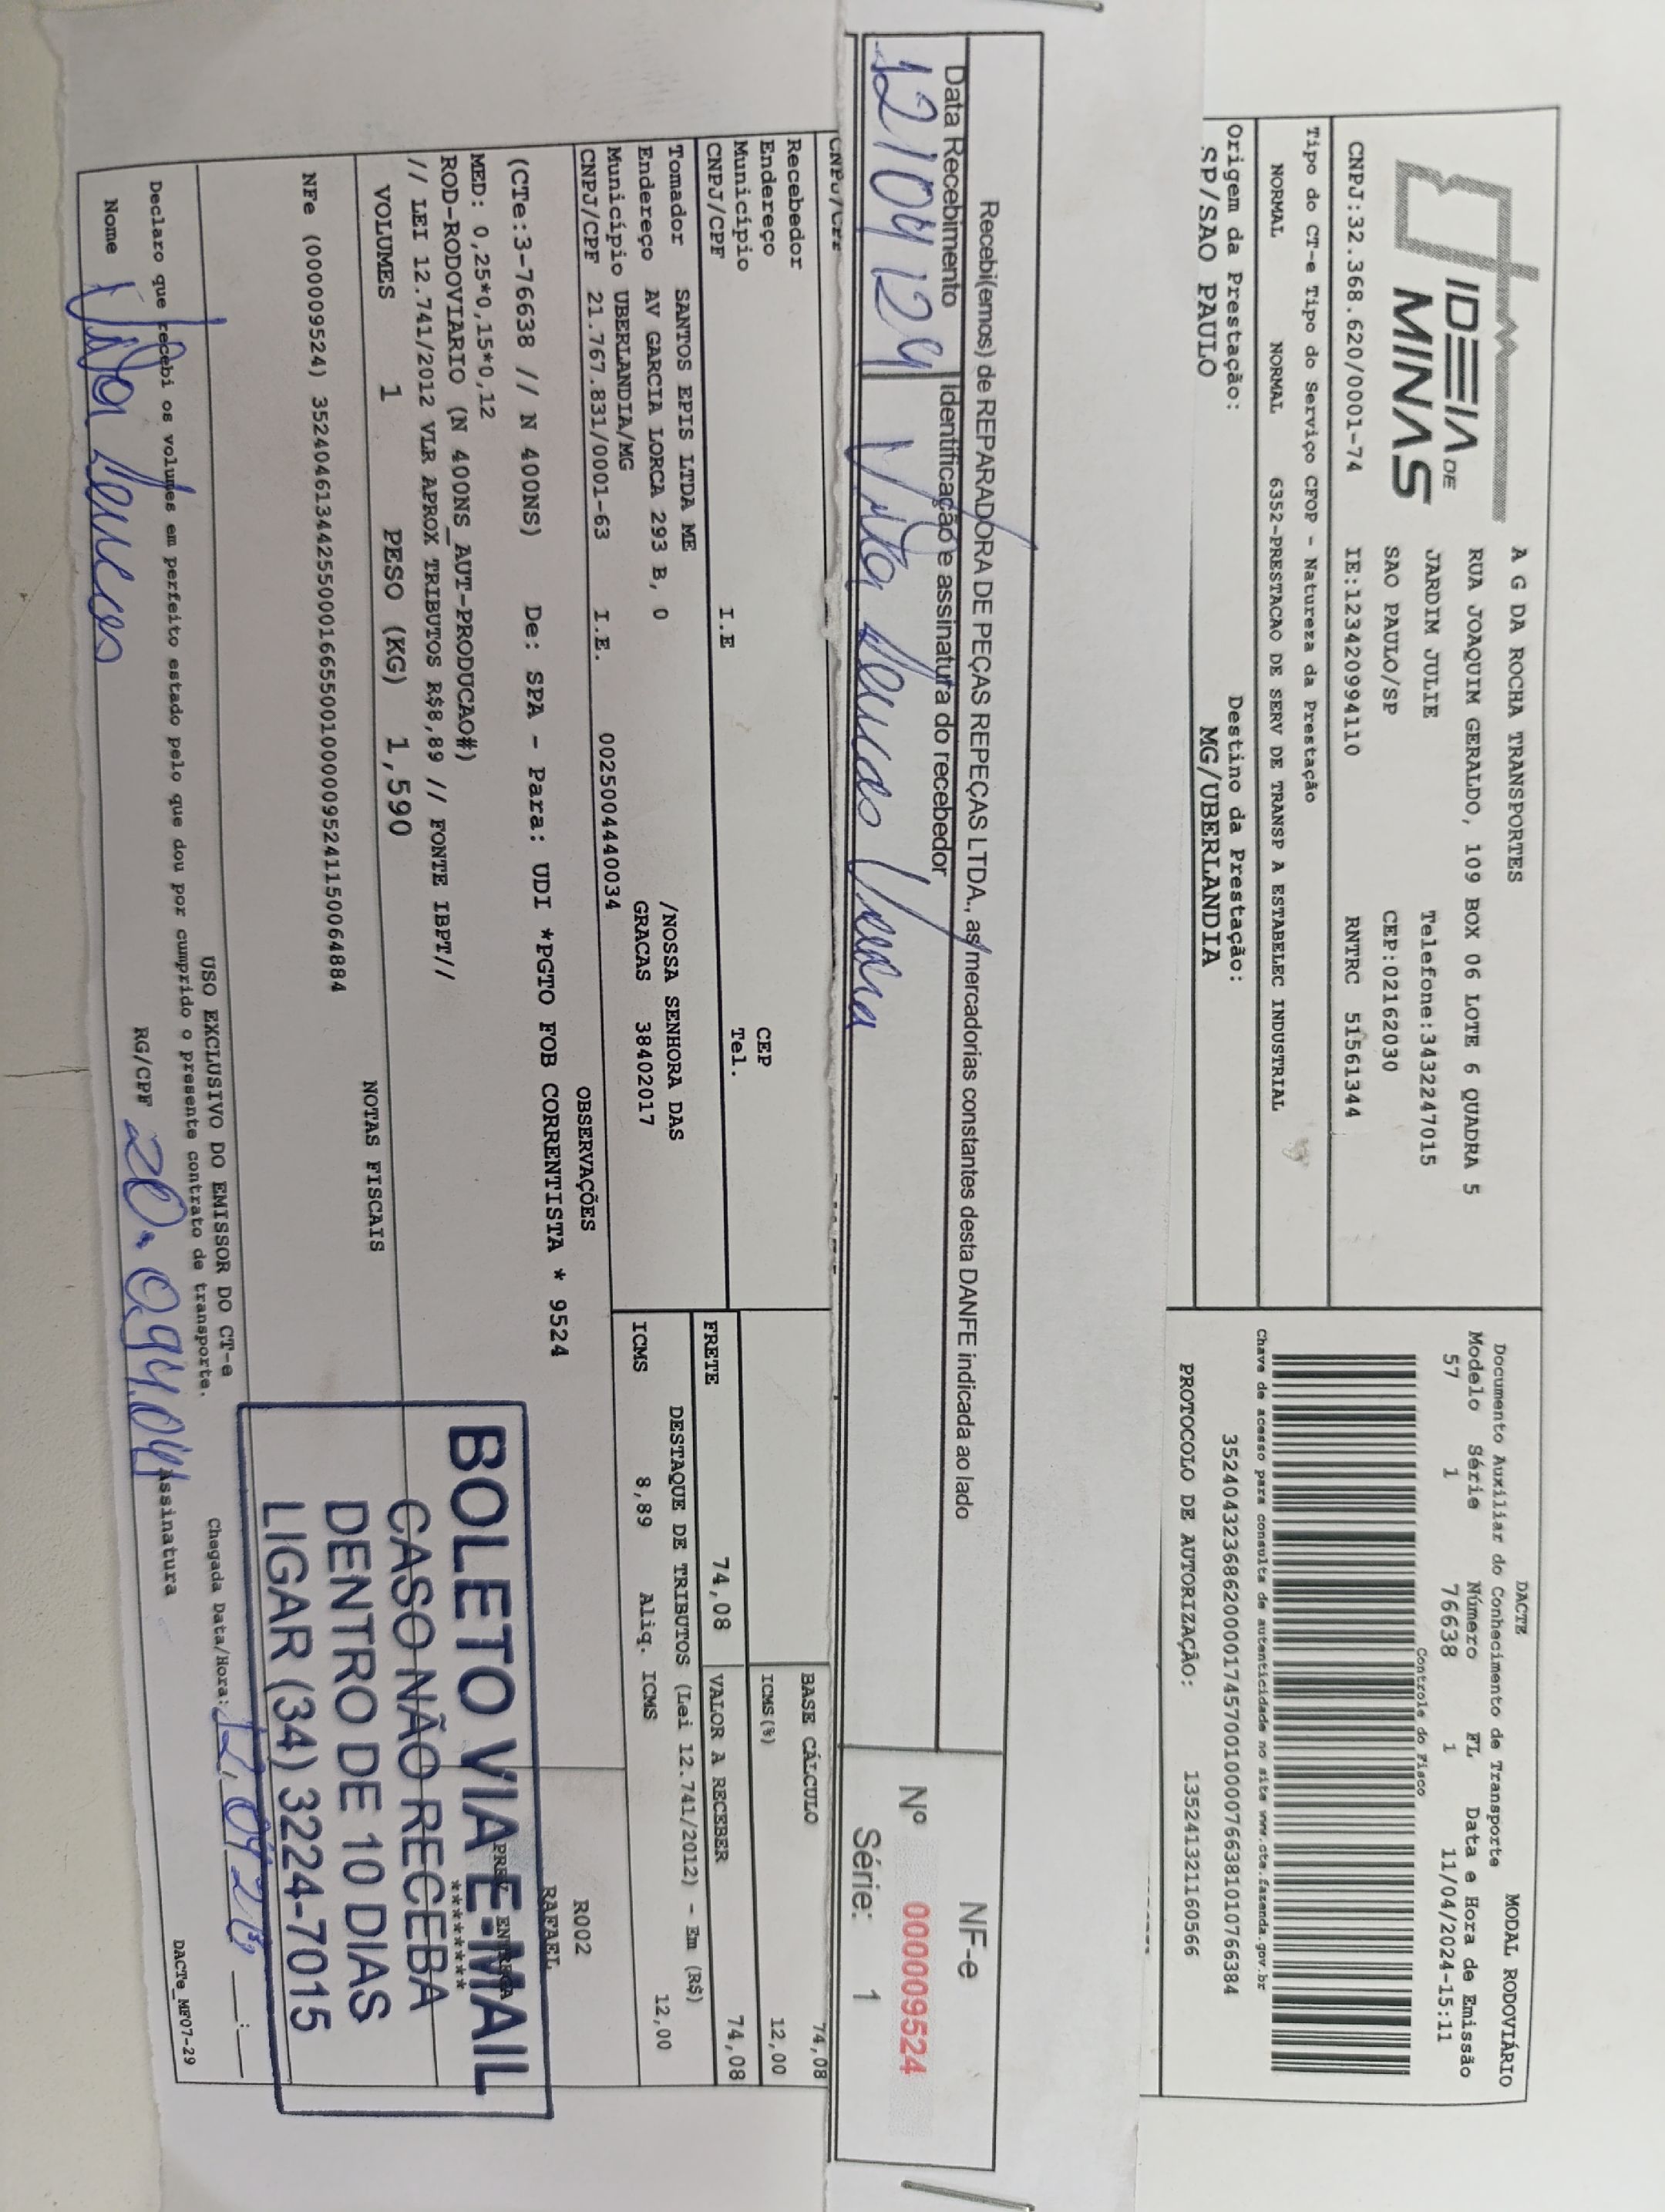 IDEIA DE
MINAS
A G DA ROCHA TRANSPORTES
RUA JOAQUIM GERALDO, 109 BOX 06 LOTE 6 QUADRA 5
JARDIM JULIE Telefone:3432247015
SAO PAULO/SP CEP:02162030
CNPJ:32.368.620/0001-74 IE:123420994110 RNTRC 51561344
Tipo do CT-e Tipo do Serviço CFOP - Natureza da Prestação
NORMAL NORMAL 6352-PRESTACAO DE SERV DE TRANSP A ESTABELEC INDUSTRIAL
Origem da Prestação: Destino da Prestação:
SP/SAO PAULO MG/UBERLANDIA
DACTE MODAL RODOVIÁRIO
Documento Auxiliar do Conhecimento de Transporte
Modelo Série Número FL Data e Hora de Emissão
57 1 76638 1 11/04/2024-15:11
Controle do Fisco
Chave de acesso para consulta de autenticidade no site www.cte.fazenda.gov.br
35240432368620000174570010000766381010766384
PROTOCOLO DE AUTORIZAÇÃO: 135241321160566
Recebi(emos) de REPARADORA DE PEÇAS REPEÇAS LTDA., as mercadorias constantes desta DANFE indicada ao lado
Data Recebimento Identificação e assinatura do recebedor
12/04/24
NF-e
Nº 000009524
Série: 1
CNPJ/CPF
Recebedor
Endereço CEP
Município Tel.
CNPJ/CPF I.E
Tomador SANTOS EPIS LTDA ME /NOSSA SENHORA DAS
Endereço AV GARCIA LORCA 293 B, 0 GRACAS 38402017
Município UBERLANDIA/MG
CNPJ/CPF 21.767.831/0001-63 I.E. 0025004440034
BASE CÁLCULO 74,08
ICMS(%) 12,00
FRETE 74,08 VALOR A RECEBER 74,08
DESTAQUE DE TRIBUTOS (Lei 12.741/2012) - Em (R$)
ICMS 8,89 Aliq. ICMS 12,00
OBSERVAÇÕES
(CTe:3-76638 // N 400NS) De: SPA - Para: UDI *PGTO FOB CORRENTISTA * 9524
MED: 0,25*0,15*0,12
ROD-RODOVIARIO (N 400NS_AUT-PRODUCAO#)
// LEI 12.741/2012 VLR APROX TRIBUTOS R$8,89 // FONTE IBPT//
R002
RAFAEL
PREV ENTREGA
********
VOLUMES 1 PESO (KG) 1,590
NOTAS FISCAIS
NFe (000009524) 35240461344255000166550010000095241150064884
BOLETO VIA E-MAIL
CASO NÃO RECEBA
DENTRO DE 10 DIAS
LIGAR (34) 3224-7015
USO EXCLUSIVO DO EMISSOR DO CT-e
Declaro que recebi os volumes em perfeito estado pelo que dou por cumprido o presente contrato de transporte.
Chegada Data/Hora: __:__
Nome RG/CPF Assinatura
DACTe_MF07-29